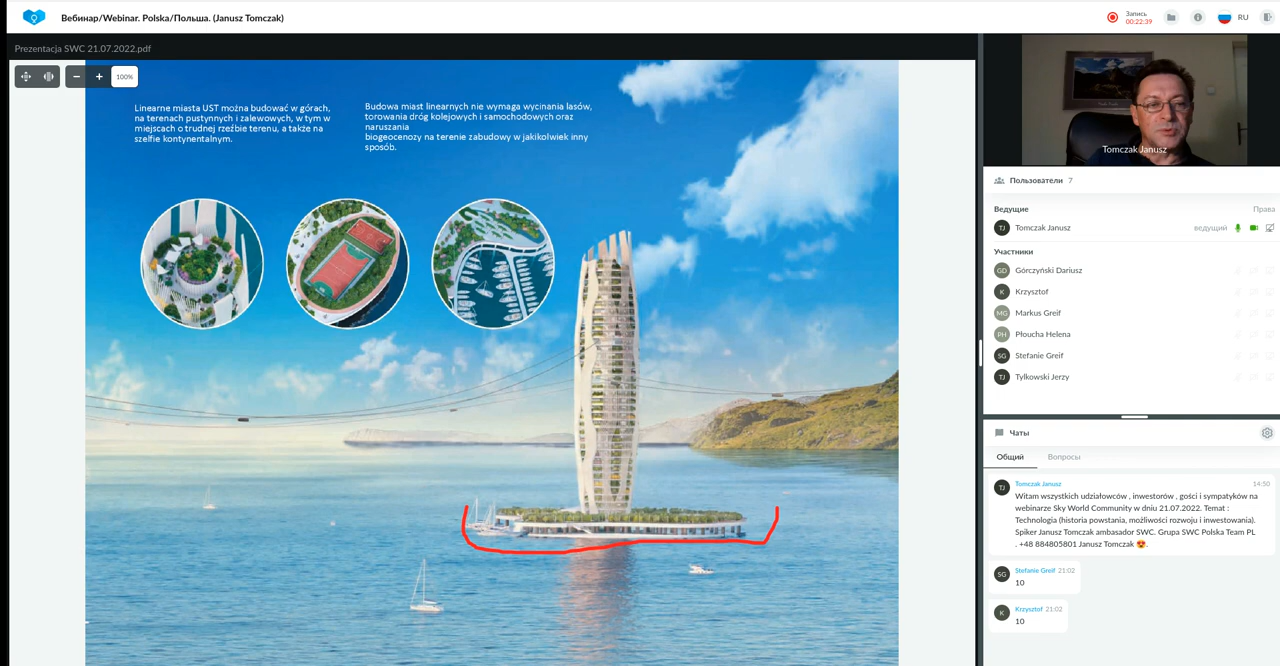 Вебинар/Webinar. Polska/Польша. (Janusz Tomczak)
Запись
00:22:39
RU
Prezentacja SWC 21.07.2022.pdf
100%
Linearne miasta UST można budować w górach,
na terenach pustynnych i zalewowych, w tym w
miejscach o trudnej rzeźbie terenu, a także na
szelfie kontynentalnym.
Budowa miast linearnych nie wymaga wycinania lasów,
torowania dróg kolejowych i samochodowych oraz
naruszania
biogeocenozy na terenie zabudowy w jakikolwiek inny
sposób.
Tomczak Janusz
Пользователи 7
Ведущие Права
TJ Tomczak Janusz ведущий
Участники
GD Górczyński Dariusz
K Krzysztof
MG Markus Greif
PH Płoucha Helena
SG Stefanie Greif
TJ Tylkowski Jerzy
Чаты
Общий Вопросы
TJ Tomczak Janusz 14:50
Witam wszystkich udziałowców , inwestorów , gości i sympatyków na
webinarze Sky World Community w dniu 21.07.2022. Temat :
Technologia (historia powstania, możliwości rozwoju i inwestowania).
Spiker Janusz Tomczak ambasador SWC. Grupa SWC Polska Team PL
. +48 884805801 Janusz Tomczak 😍.
SG Stefanie Greif 21:02
10
K Krzysztof 21:02
10